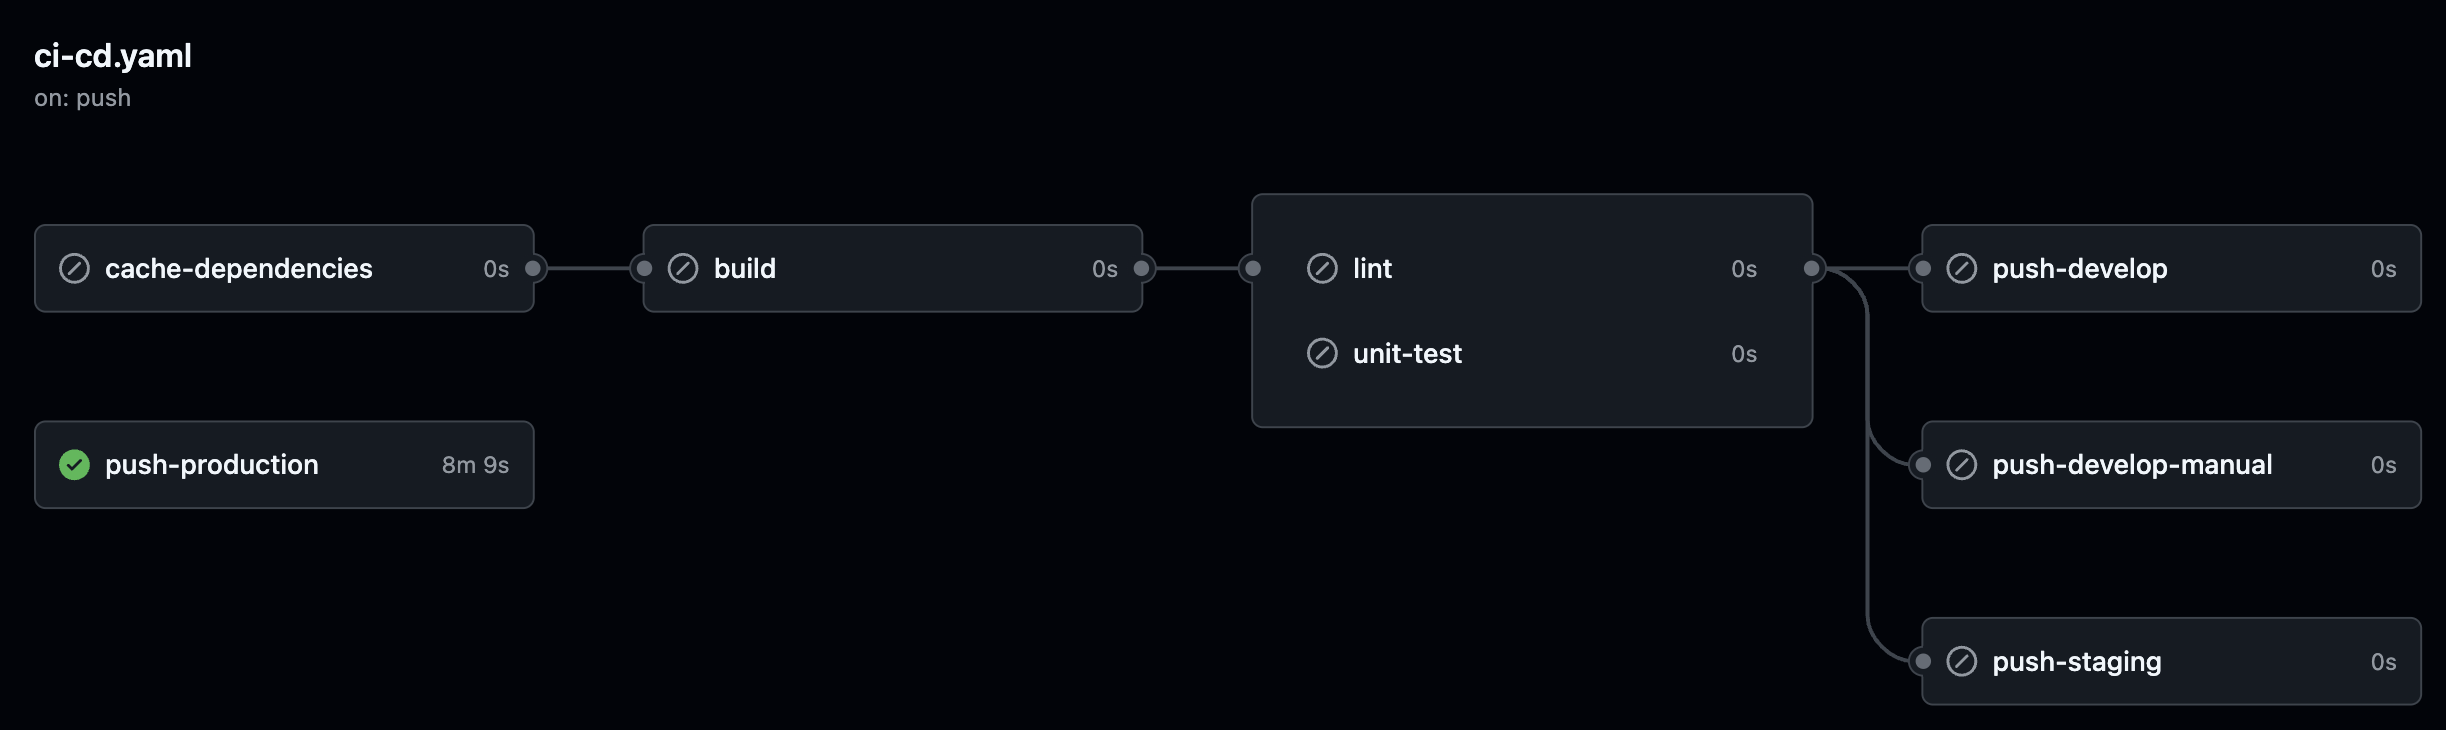 ci-cd.yaml
on: push
cache-dependencies 0s
build 0s
lint 0s
unit-test 0s
push-develop 0s
push-production 8m 9s
push-develop-manual 0s
push-staging 0s